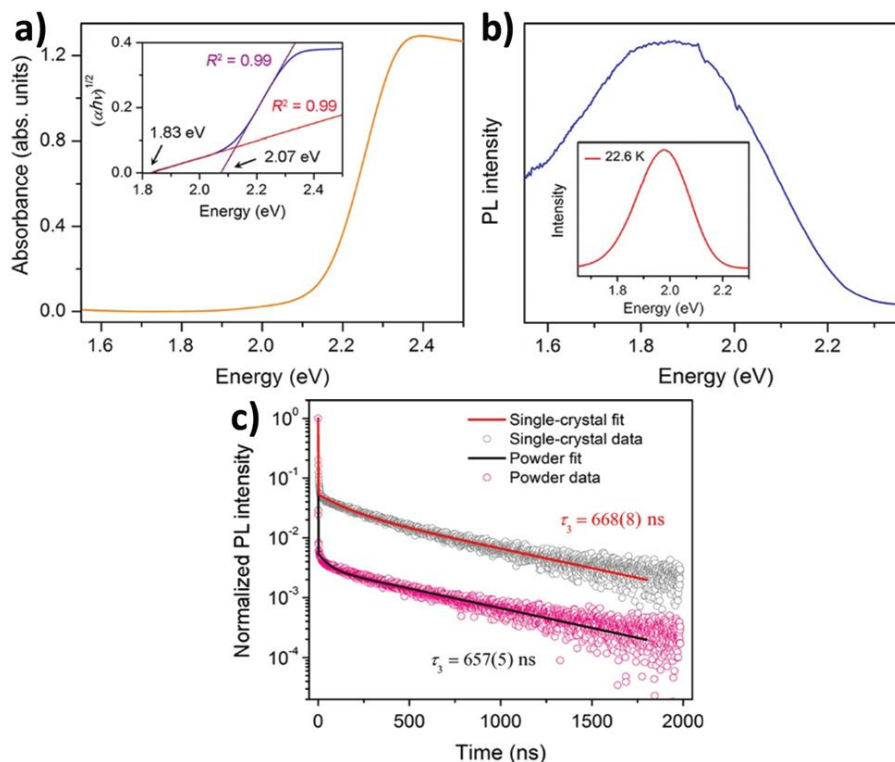 a)
Absorbance (abs. units)
1.2
0.8
0.4
0.0
1.6 1.8 2.0 2.2 2.4
Energy (eV)
(αhν)1/2
0.4
0.2
0.0
R2 = 0.99
R2 = 0.99
1.83 eV
2.07 eV
1.8 2.0 2.2 2.4
Energy (eV)
b)
PL intensity
1.6 1.8 2.0 2.2
Energy (eV)
22.6 K
Intensity
1.8 2.0 2.2
Energy (eV)
c)
Normalized PL intensity
10^0
10^-1
10^-2
10^-3
10^-4
Single-crystal fit
Single-crystal data
Powder fit
Powder data
τ3 = 668(8) ns
τ3 = 657(5) ns
0 500 1000 1500 2000
Time (ns)